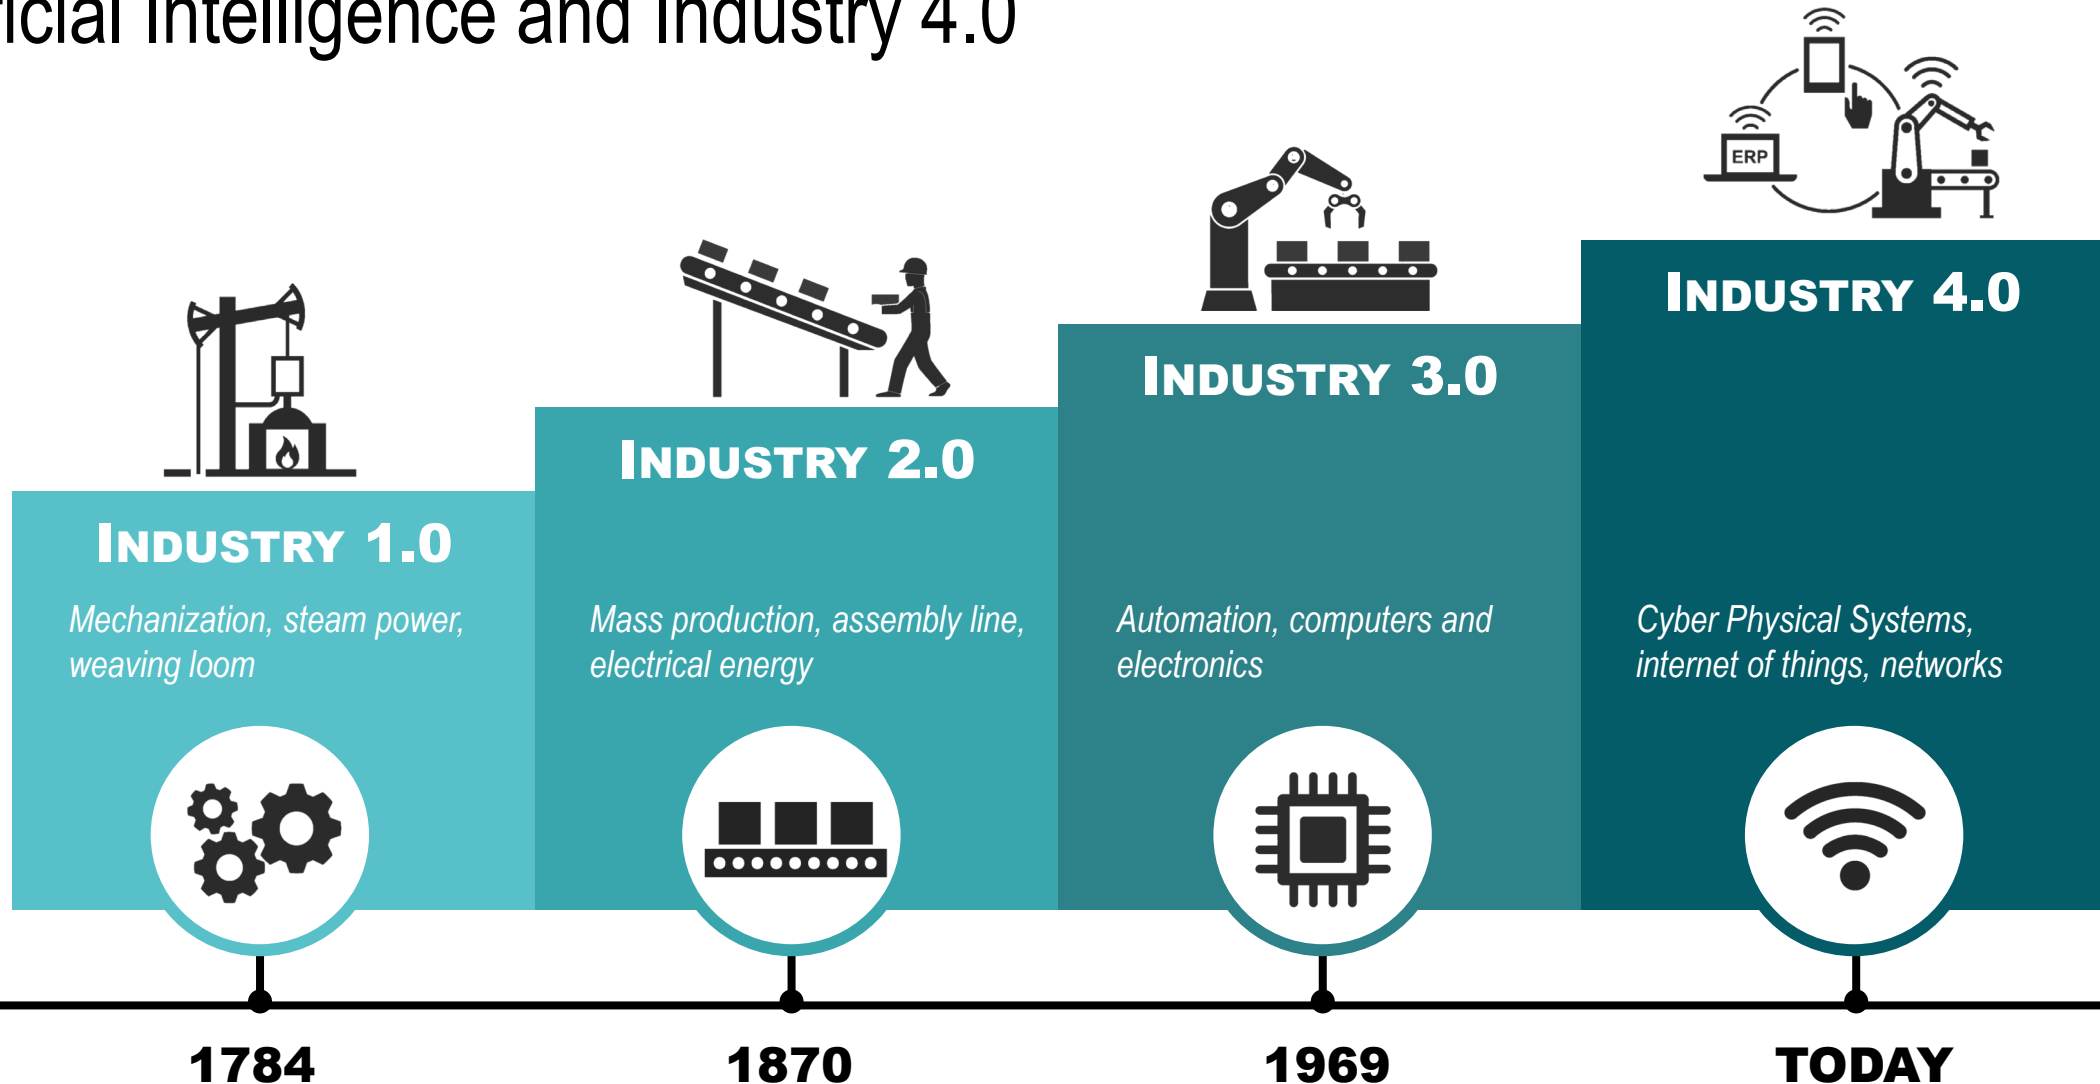 ficial Intelligence and Industry 4.0
ERP
INDUSTRY 4.0
INDUSTRY 3.0
INDUSTRY 2.0
INDUSTRY 1.0
Mechanization, steam power,
weaving loom
Mass production, assembly line,
electrical energy
Automation, computers and
electronics
Cyber Physical Systems,
internet of things, networks
1784
1870
1969
TODAY